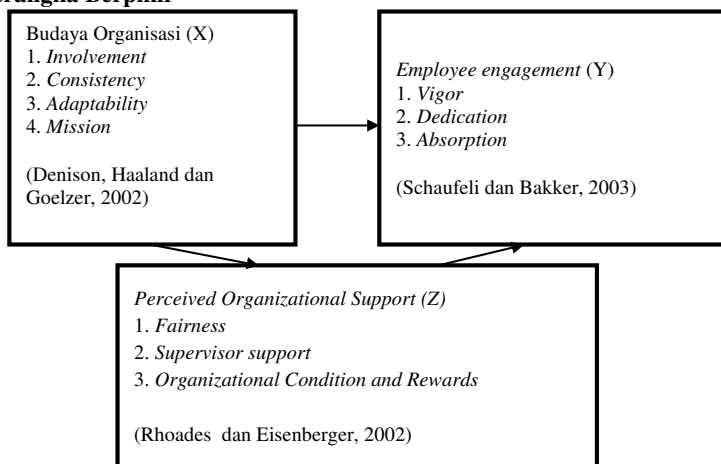 Budaya Organisasi (X)
1. Involvement
2. Consistency
3. Adaptability
4. Mission
(Denison, Haaland dan
Goelzer, 2002)
Employee engagement (Y)
1. Vigor
2. Dedication
3. Absorption
(Schaufeli dan Bakker, 2003)
Perceived Organizational Support (Z)
1. Fairness
2. Supervisor support
3. Organizational Condition and Rewards
(Rhoades dan Eisenberger, 2002)